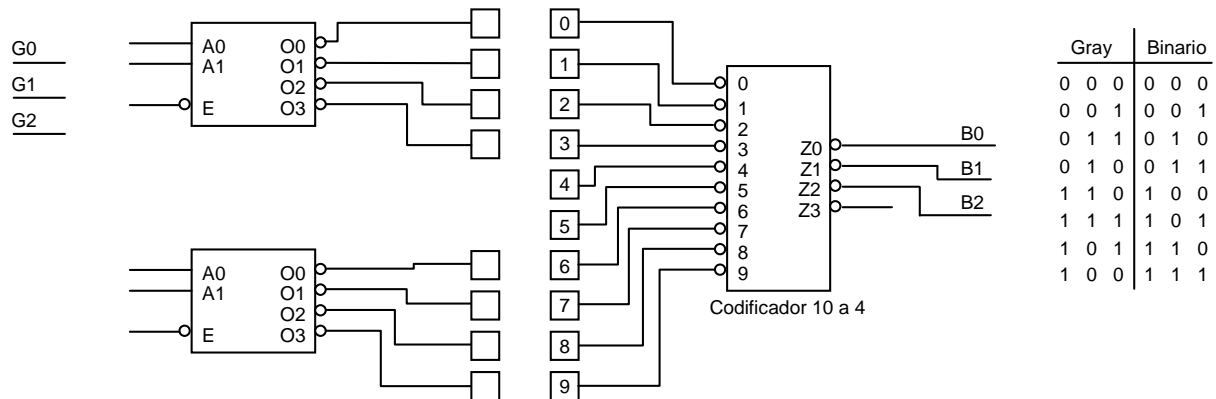 G0
G1
G2
A0 O0
A1 O1
O2
E O3
A0 O0
A1 O1
O2
E O3
0
1
2
3
4
5
6
7
8
9
0
1
2
3
4
5
6
7
8
9
Z0
Z1
Z2
Z3
Codificador 10 a 4
B0
B1
B2
Gray Binario
0 0 0 0 0 0
0 0 1 0 0 1
0 1 1 0 1 0
0 1 0 0 1 1
1 1 0 1 0 0
1 1 1 1 0 1
1 0 1 1 1 0
1 0 0 1 1 1